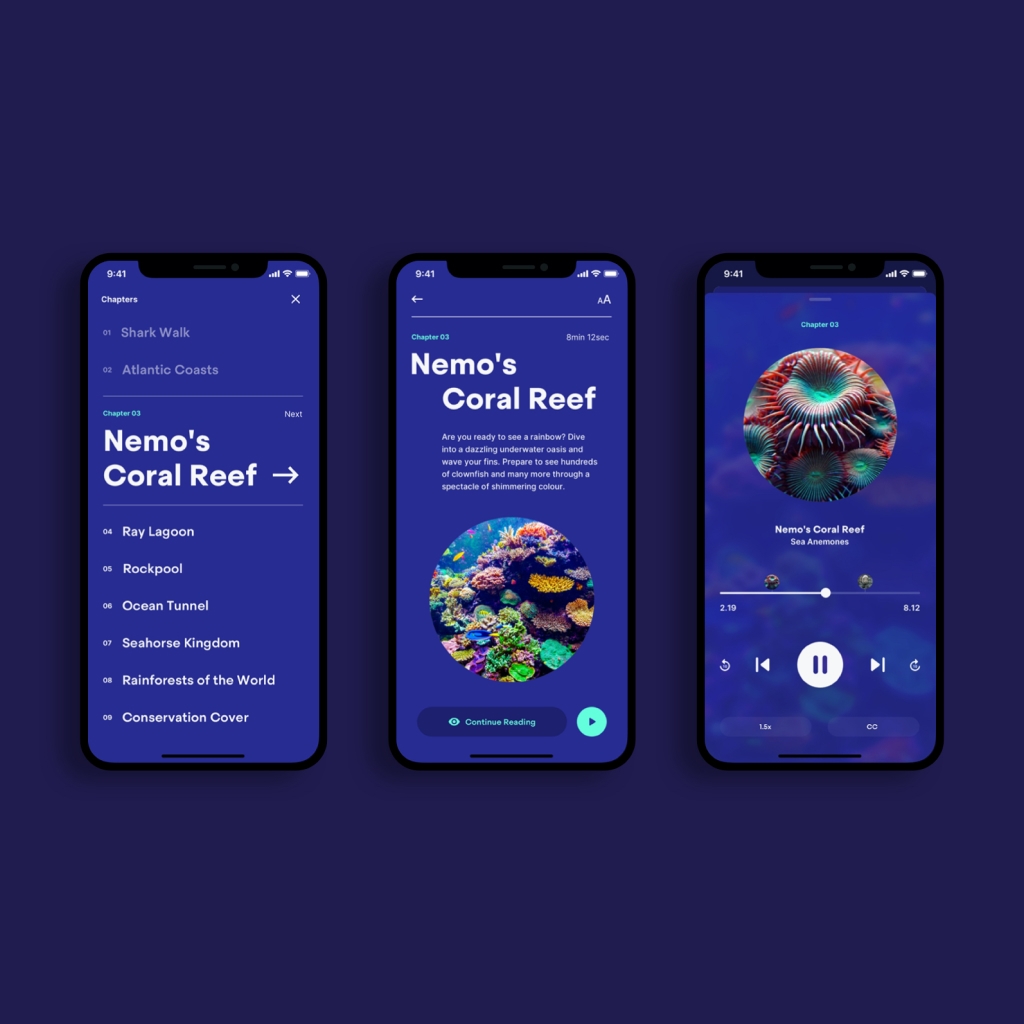 9:41
Chapters
01 Shark Walk
02 Atlantic Coasts
Chapter 03 Next
Nemo's
Coral Reef
04 Ray Lagoon
05 Rockpool
06 Ocean Tunnel
07 Seahorse Kingdom
08 Rainforests of the World
09 Conservation Cover
9:41
AA
Chapter 03 8min 12sec
Nemo's
Coral Reef
Are you ready to see a rainbow? Dive
into a dazzling underwater oasis and
wave your fins. Prepare to see hundreds
of clownfish and many more through a
spectacle of shimmering colour.
Continue Reading
9:41
Chapter 03
Nemo's Coral Reef
Sea Anemones
2.19 8.12
1.5x CC